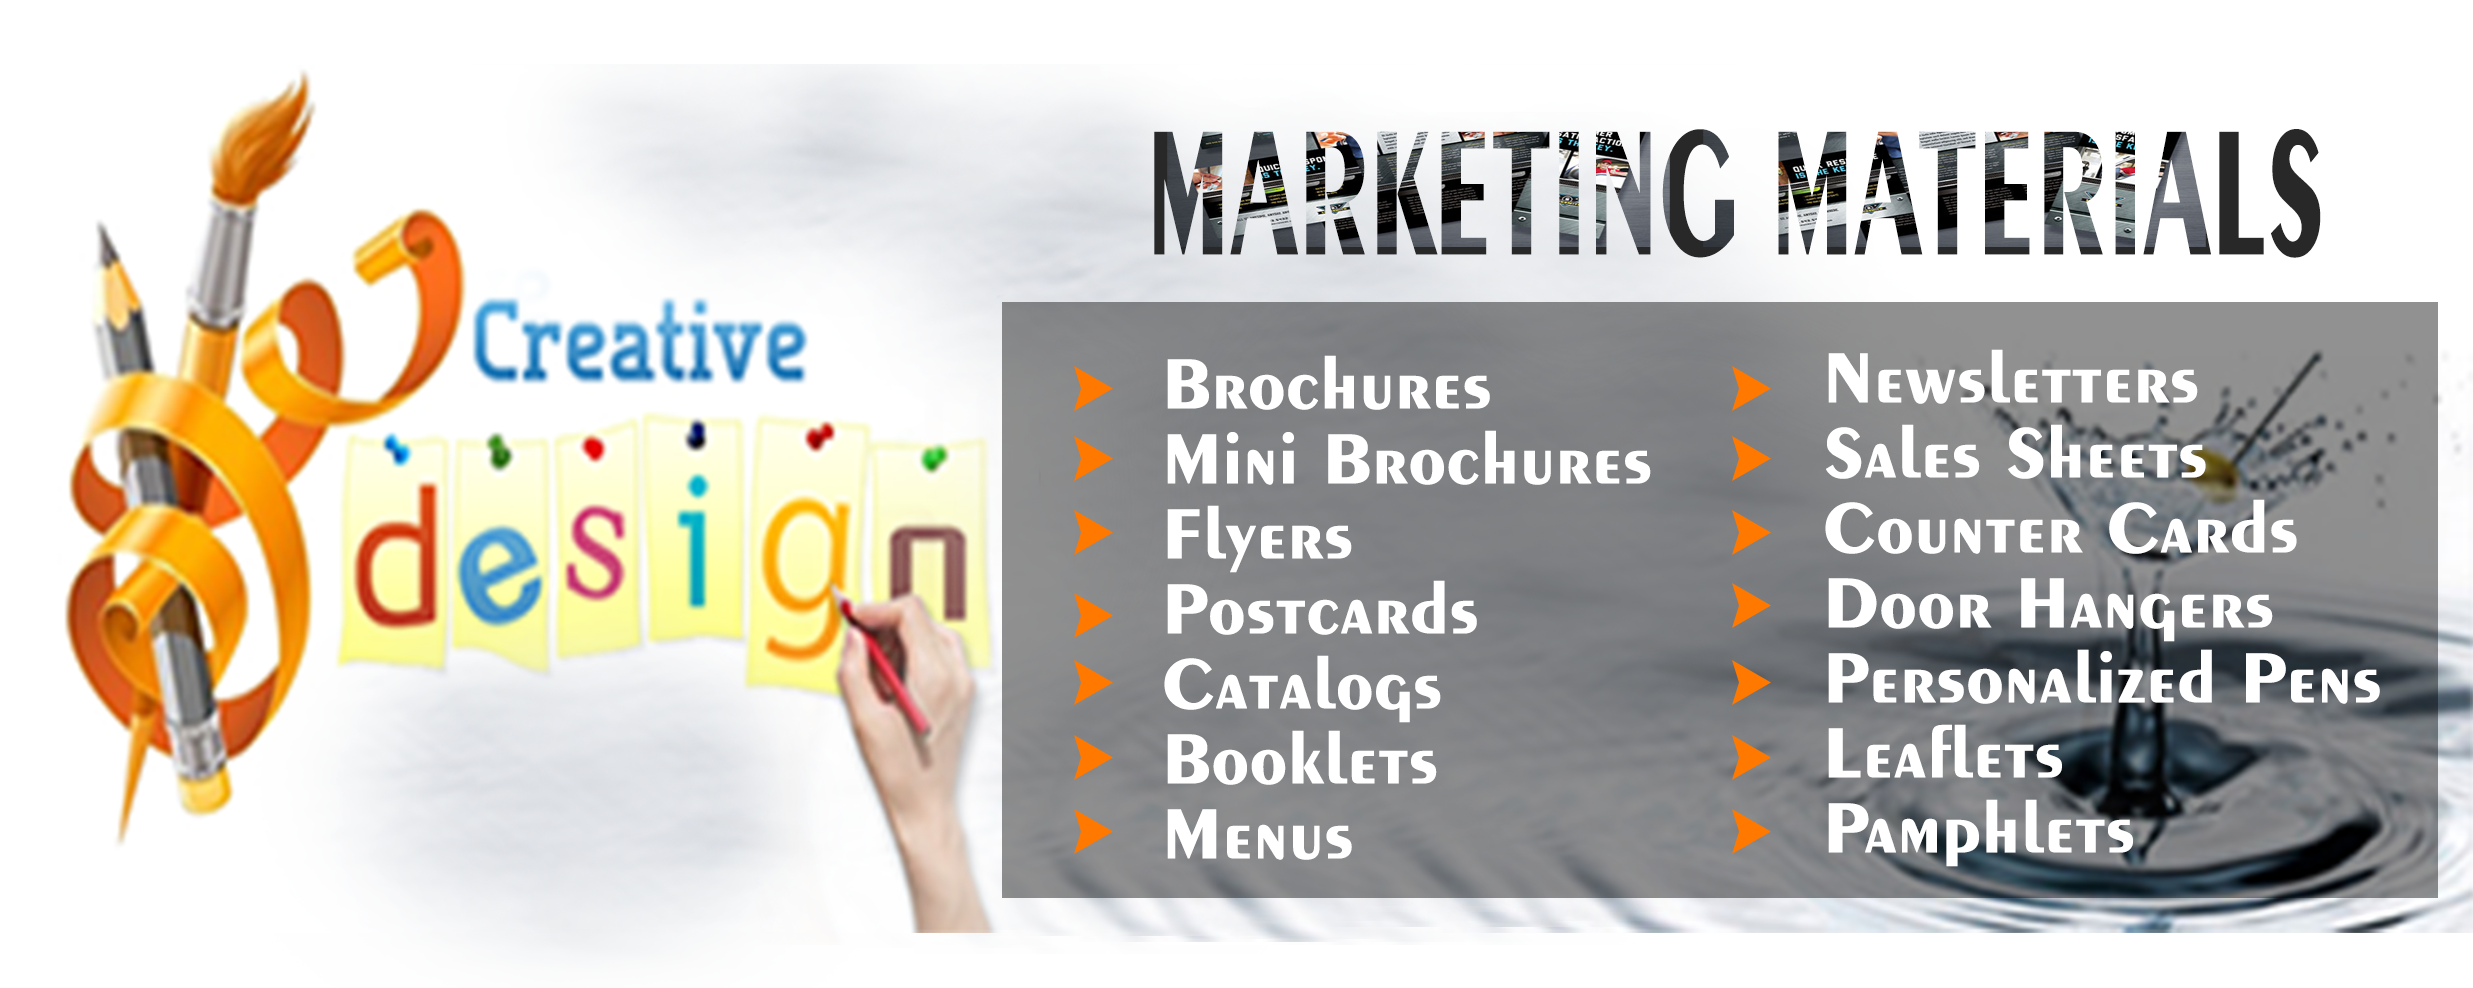 Creative
design
MARKETING MATERIALS
Brochures
Mini Brochures
Flyers
Postcards
Catalogs
Booklets
Menus
Newsletters
Sales Sheets
Counter Cards
Door Hangers
Personalized Pens
Leaflets
Pamphlets